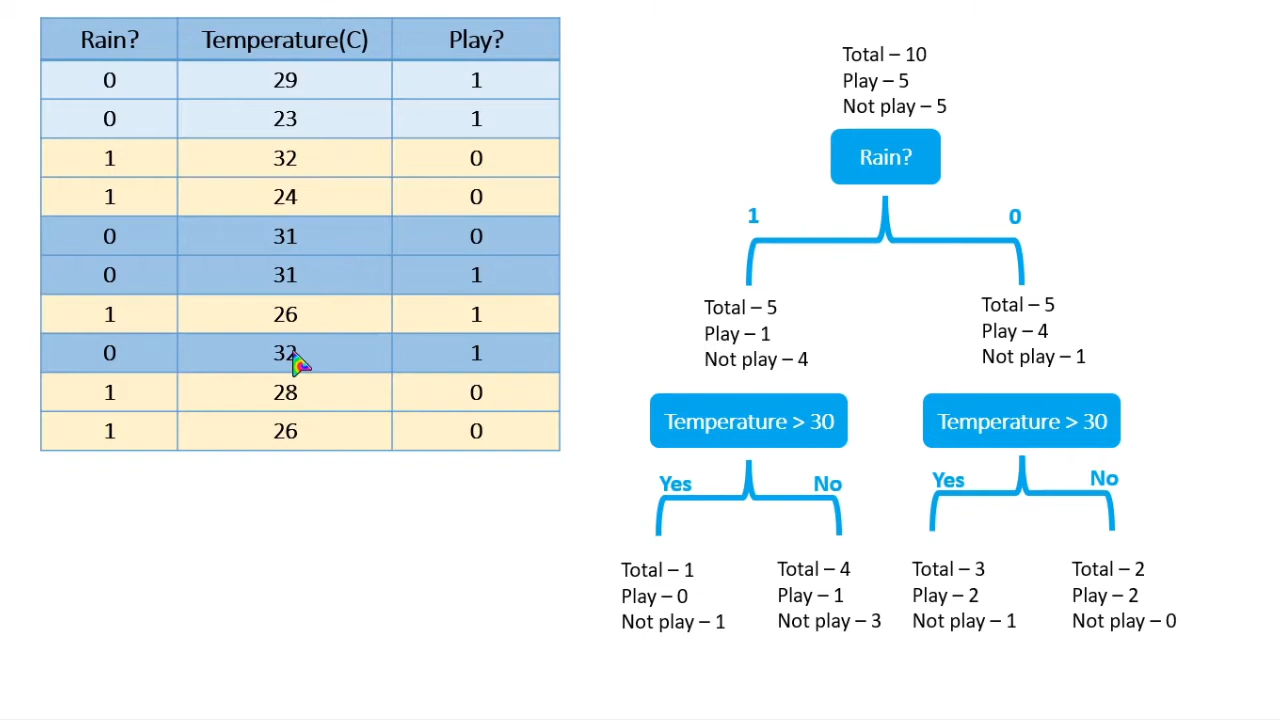 Rain? Temperature(C) Play?
0 29 1
0 23 1
1 32 0
1 24 0
0 31 0
0 31 1
1 26 1
0 32 1
1 28 0
1 26 0
Total – 10
Play – 5
Not play – 5
Rain?
1 0
Total – 5
Play – 1
Not play – 4
Total – 5
Play – 4
Not play – 1
Temperature > 30
Temperature > 30
Yes No
Yes No
Total – 1
Play – 0
Not play – 1
Total – 4
Play – 1
Not play – 3
Total – 3
Play – 2
Not play – 1
Total – 2
Play – 2
Not play – 0